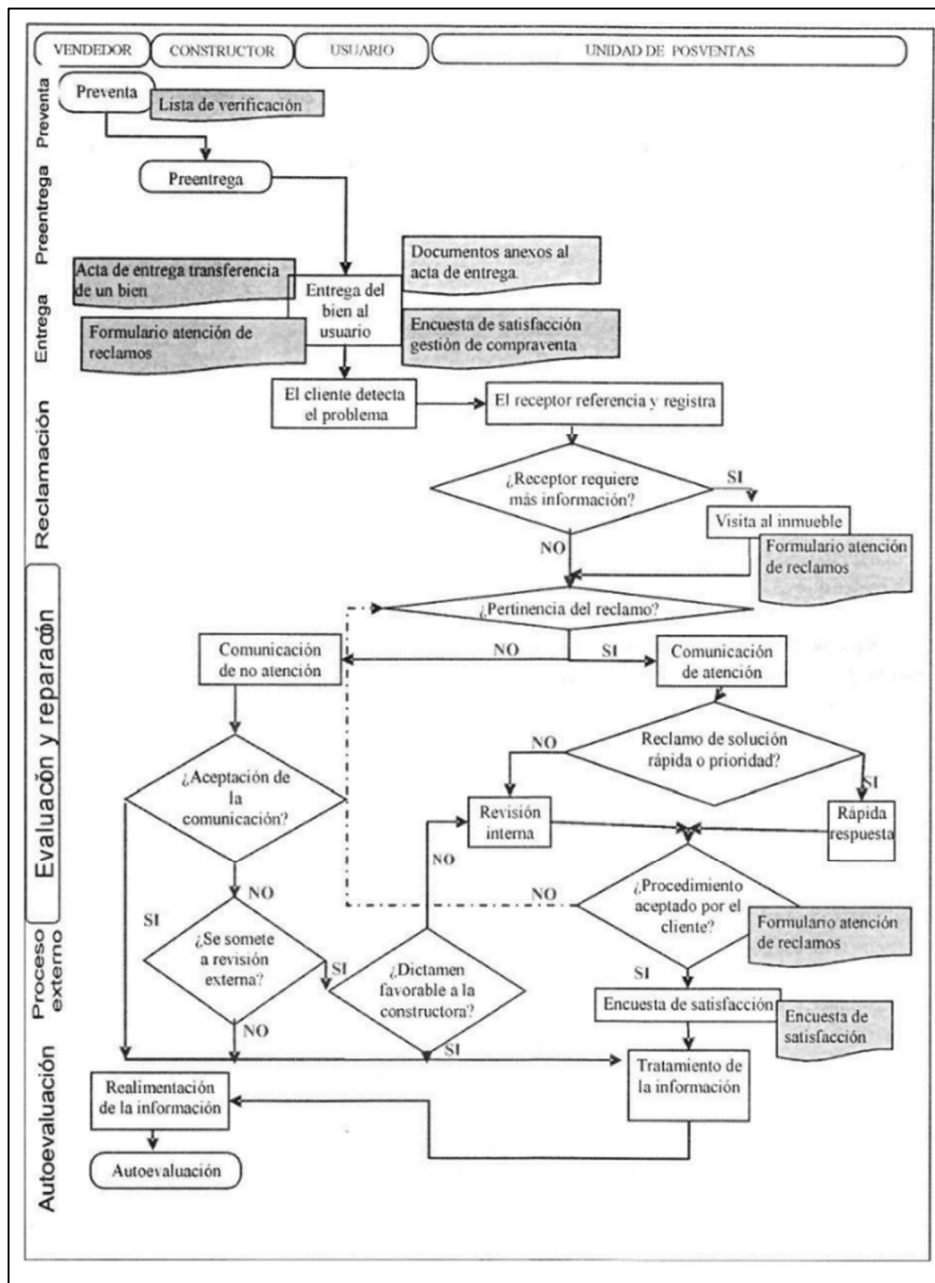 VENDEDOR
CONSTRUCTOR
USUARIO
UNIDAD DE POSVENTAS
Preventa
Preventa
Lista de verificación
Preentrega
Preentrega
Entrega
Acta de entrega transferencia
de un bien
Documentos anexos al
acta de entrega.
Entrega del
bien al
usuario
Formulario atención de
reclamos
Encuesta de satisfacción
gestión de compraventa
Reclamación
El cliente detecta
el problema
El receptor referencia y registra
¿Receptor requiere
más información?
SI
Visita al inmueble
NO
Formulario atención
de reclamos
Evaluación y reparación
¿Pertinencia del reclamo?
NO
SI
Comunicación
de no atención
Comunicación
de atención
Reclamo de solución
rápida o prioridad?
NO
SI
¿Aceptación de
la
comunicación?
Revisión
interna
Rápida
respuesta
NO
NO
NO
SI
¿Procedimiento
aceptado por el
cliente?
Formulario atención
de reclamos
Proceso
externo
¿Se somete
a revisión
externa?
SI
¿Dictamen
favorable a la
constructora?
SI
Encuesta de satisfacción
Encuesta de
satisfacción
NO
SI
Tratamiento de
la información
Autoevaluación
Realimentación
de la información
Autoevaluación